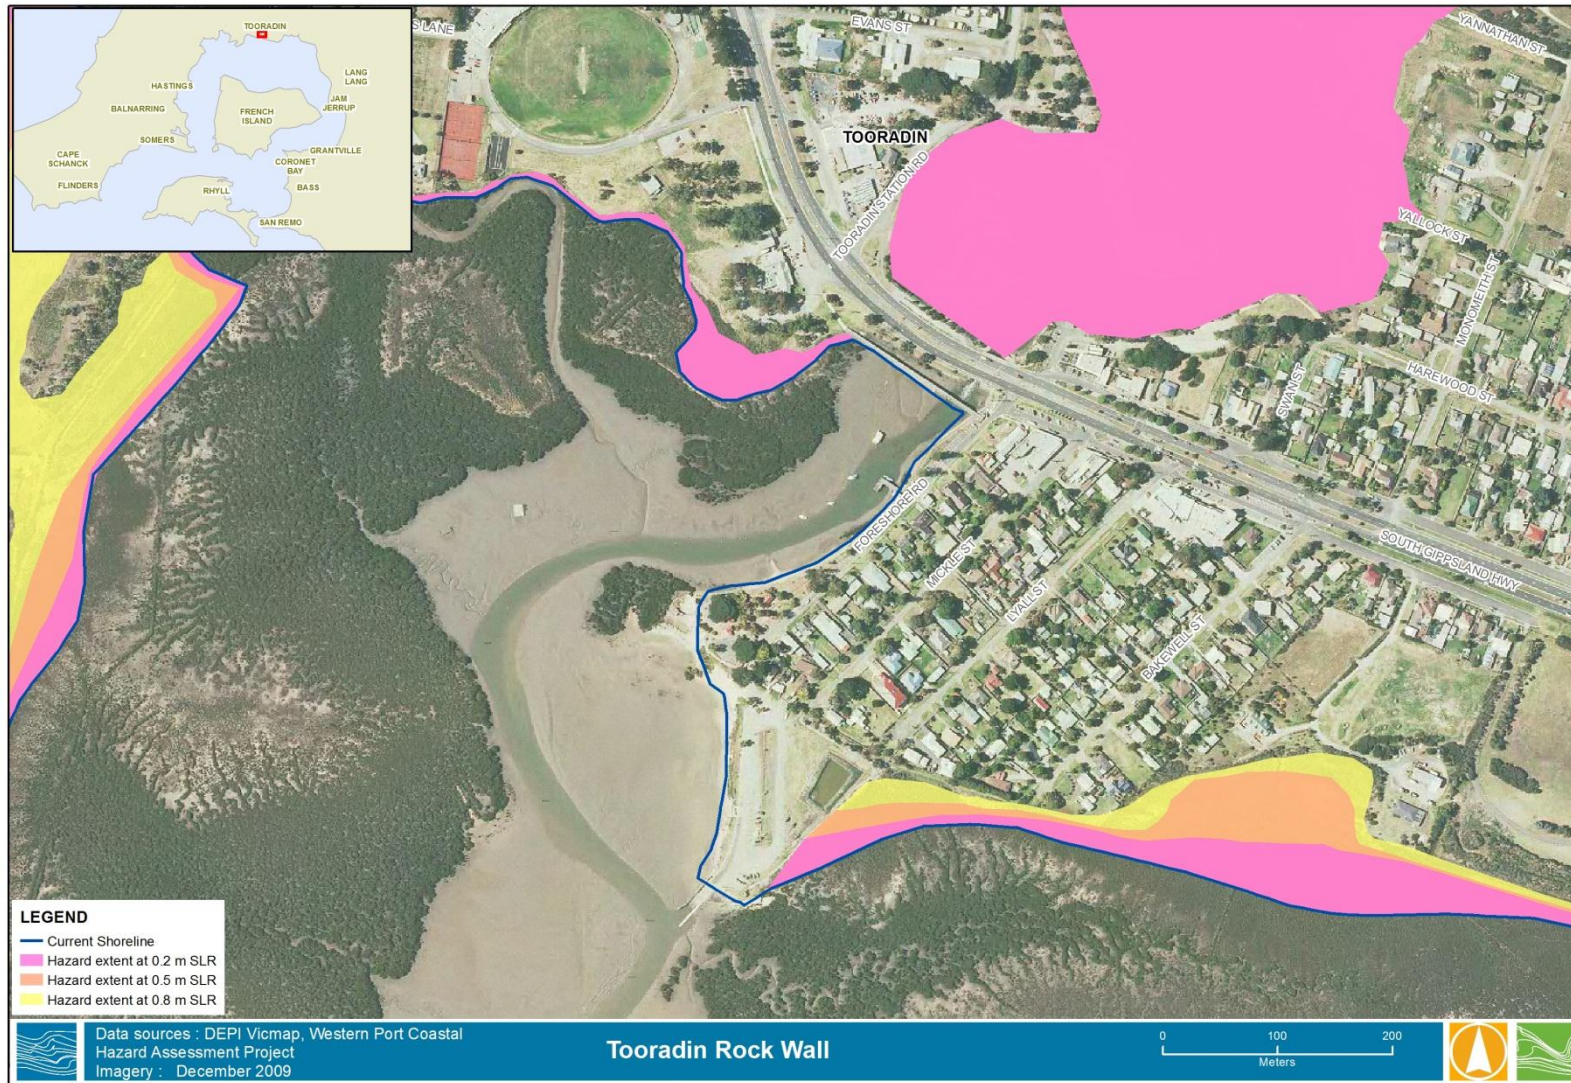 TOORADIN
LANG
LANG
HASTINGS
JAM
JERRUP
BALNARRING
FRENCH
ISLAND
SOMERS
GRANTVILLE
CAPE
SCHANCK
CORONET
BAY
FLINDERS
RHYLL
BASS
SAN REMO
S LANE
EVANS ST
YANNATHAN ST
TOORADIN
TOORADIN STATION RD
YALLOCK ST
MONOMEITH ST
HAREWOOD ST
SWAN ST
FORESHORE RD
MICKLE ST
LYALL ST
BAKEWELL ST
SOUTH GIPPSLAND HWY
LEGEND
Current Shoreline
Hazard extent at 0.2 m SLR
Hazard extent at 0.5 m SLR
Hazard extent at 0.8 m SLR
Data sources : DEPI Vicmap, Western Port Coastal
Hazard Assessment Project
Imagery : December 2009
Tooradin Rock Wall
0 100 200
Meters